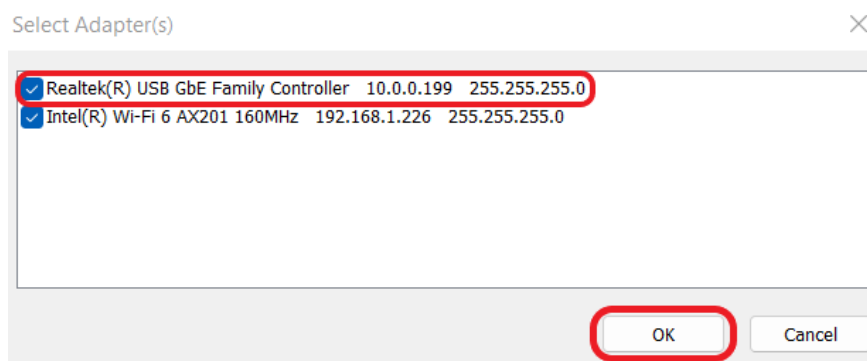 Select Adapter(s)
Realtek(R) USB GbE Family Controller 10.0.0.199 255.255.255.0
Intel(R) Wi-Fi 6 AX201 160MHz 192.168.1.226 255.255.255.0
OK Cancel